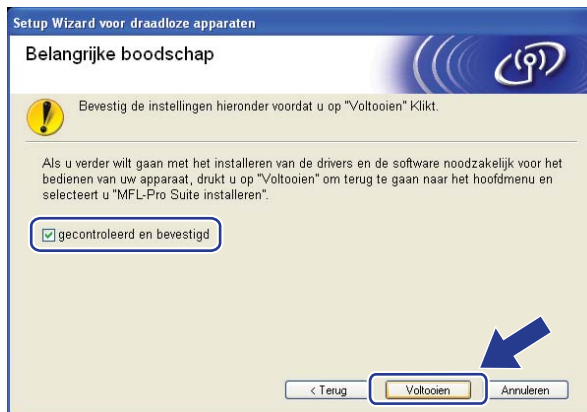 Setup Wizard voor draadloze apparaten
Belangrijke boodschap
Bevestig de instellingen hieronder voordat u op "Voltooien" Klikt.
Als u verder wilt gaan met het installeren van de drivers en de software noodzakelijk voor het
bedienen van uw apparaat, drukt u op "Voltooien" om terug te gaan naar het hoofdmenu en
selecteert u "MFL-Pro Suite installeren".
gecontroleerd en bevestigd
< Terug Voltooien Annuleren